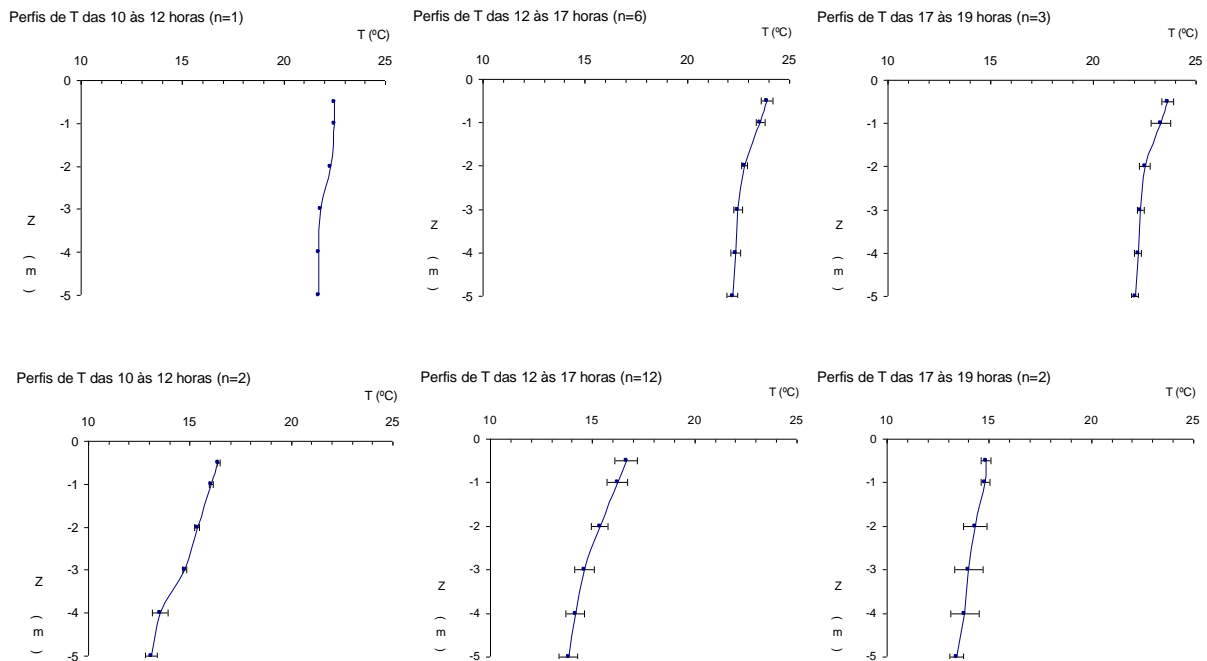 Perfis de T das 10 às 12 horas (n=1)
T (ºC)
10 15 20 25
0
-1
-2
-3
-4
-5
Z
(
m
)
Perfis de T das 12 às 17 horas (n=6)
T (ºC)
10 15 20 25
0
-1
-2
-3
-4
-5
Z
(
m
)
Perfis de T das 17 às 19 horas (n=3)
T (ºC)
10 15 20 25
0
-1
-2
-3
-4
-5
Z
(
m
)
Perfis de T das 10 às 12 horas (n=2)
T (ºC)
10 15 20 25
0
-1
-2
-3
-4
-5
Z
(
m
)
Perfis de T das 12 às 17 horas (n=12)
T (ºC)
10 15 20 25
0
-1
-2
-3
-4
-5
Z
(
m
)
Perfis de T das 17 às 19 horas (n=2)
T (ºC)
10 15 20 25
0
-1
-2
-3
-4
-5
Z
(
m
)